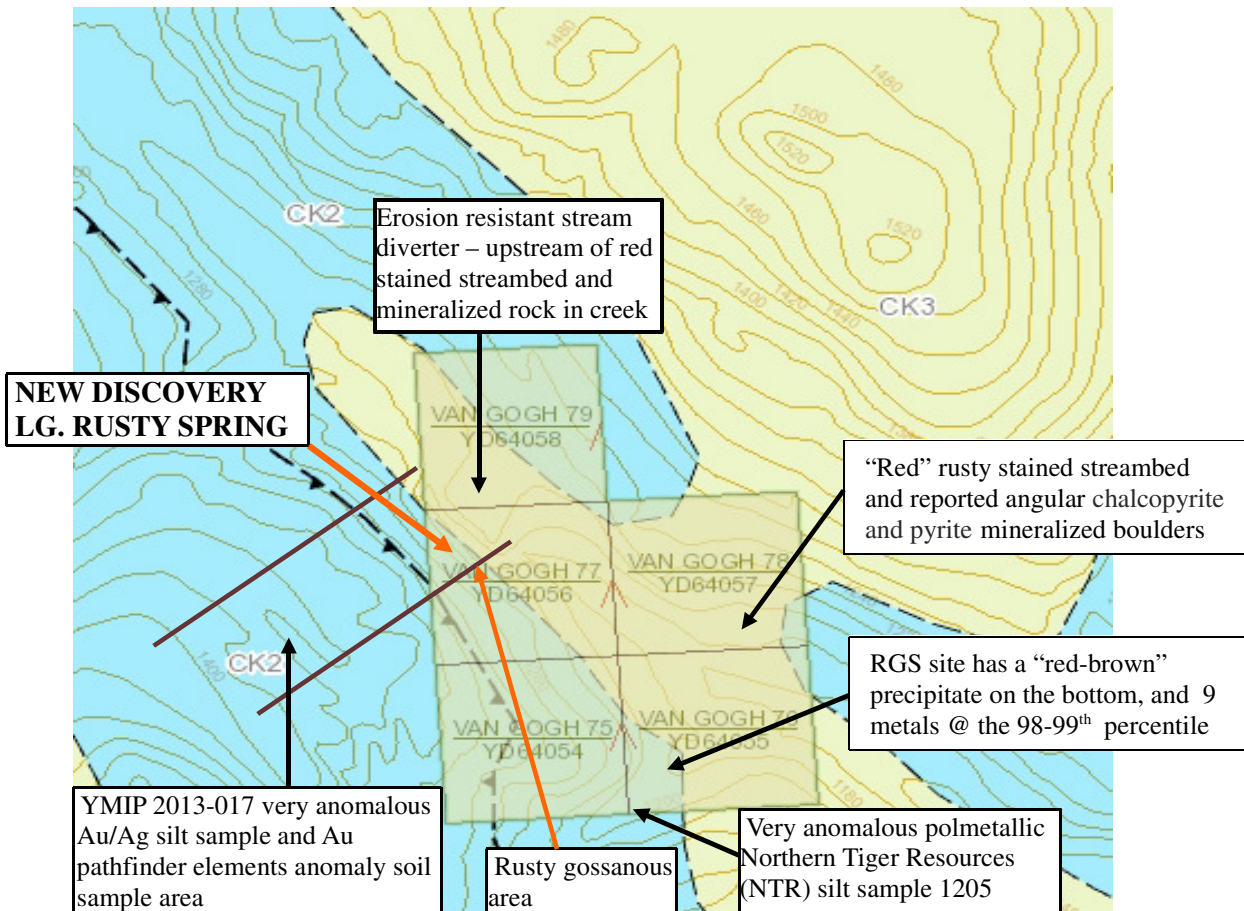 1480
1480
1500
1520
CK2
Erosion resistant stream
diverter – upstream of red
stained streambed and
mineralized rock in creek
1460
1520
1280
1400
1420
1440
CK3
NEW DISCOVERY
LG. RUSTY SPRING
VAN GOGH 79
YD64058
“Red” rusty stained streambed
and reported angular chalcopyrite
and pyrite mineralized boulders
VAN GOGH 77
YD64056
VAN GOGH 78
YD64057
CK2
1400
RGS site has a “red-brown”
precipitate on the bottom, and 9
metals @ the 98-99th percentile
VAN GOGH 75
YD64054
VAN GOGH 76
YD64055
1180
YMIP 2013-017 very anomalous
Au/Ag silt sample and Au
pathfinder elements anomaly soil
sample area
Rusty gossanous
area
Very anomalous polmetallic
Northern Tiger Resources
(NTR) silt sample 1205